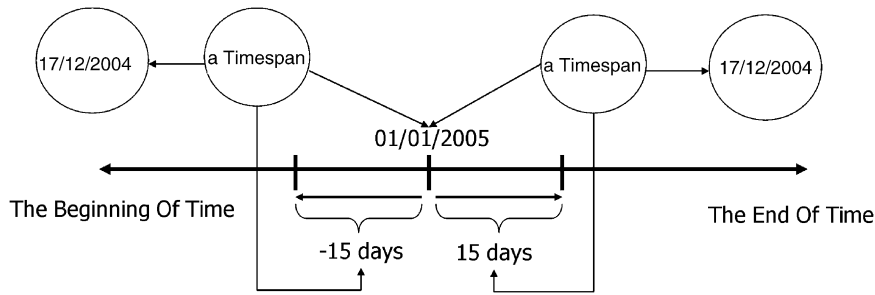 17/12/2004
a Timespan
a Timespan
17/12/2004
01/01/2005
The Beginning Of Time
The End Of Time
-15 days
15 days